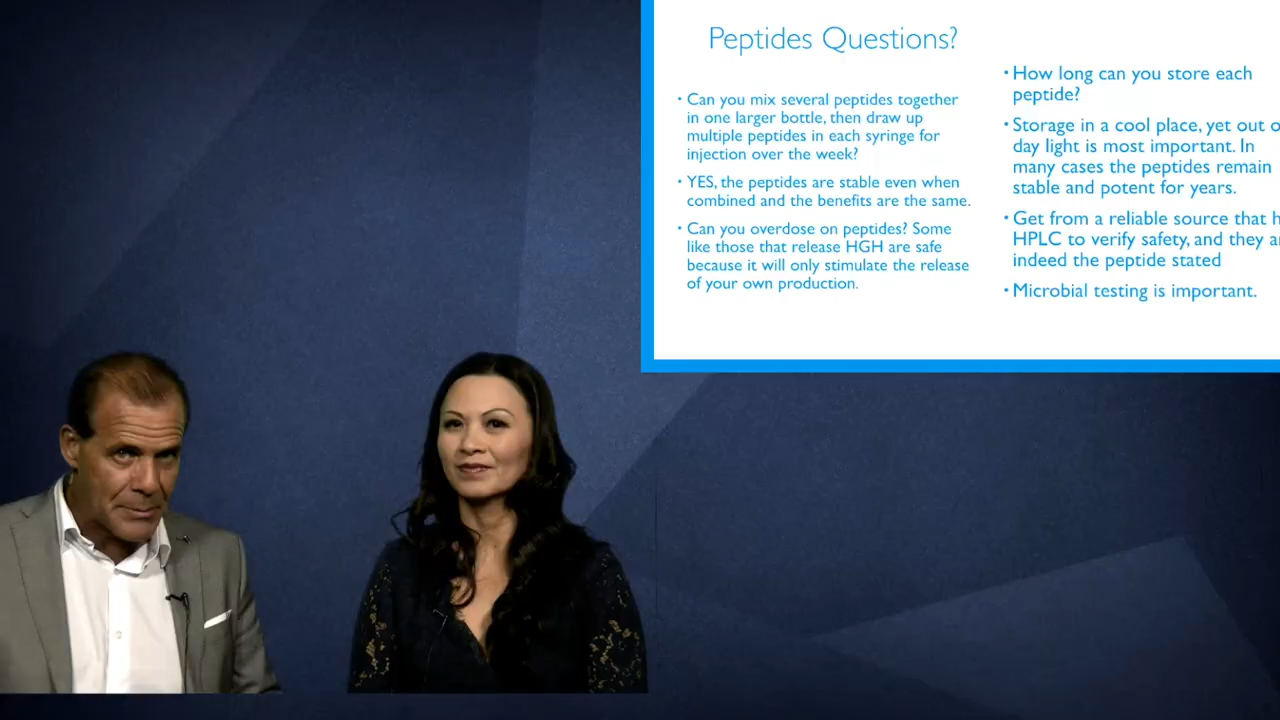 Peptides Questions?
• Can you mix several peptides together
in one larger bottle, then draw up
multiple peptides in each syringe for
injection over the week?
• YES, the peptides are stable even when
combined and the benefits are the same.
• Can you overdose on peptides? Some
like those that release HGH are safe
because it will only stimulate the release
of your own production.
• How long can you store each
peptide?
• Storage in a cool place, yet out
day light is most important. In
many cases the peptides remain
stable and potent for years.
• Get from a reliable source that
HPLC to verify safety, and they
indeed the peptide stated
• Microbial testing is important.